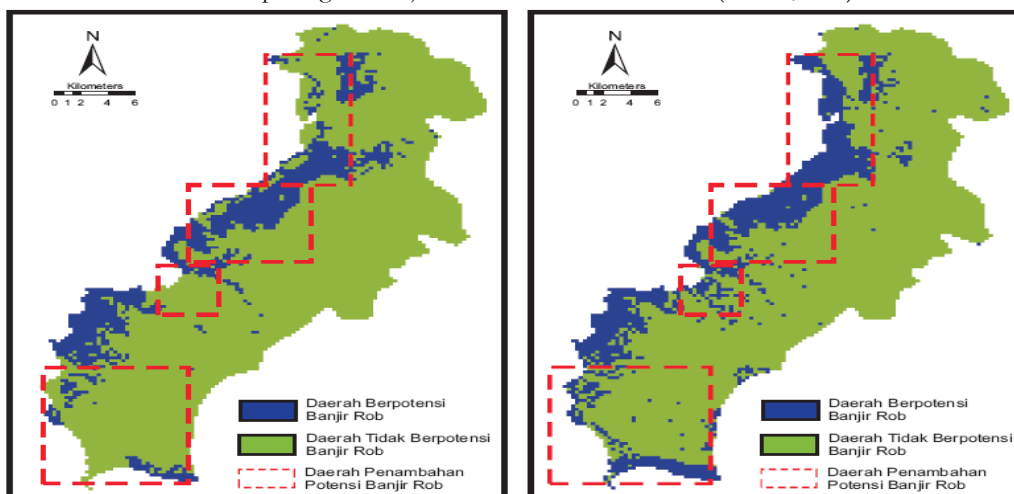 N
Kilometers
0 1 2 4 6
Daerah Berpotensi
Banjir Rob
Daerah Tidak Berpotensi
Banjir Rob
Daerah Penambahan
Potensi Banjir Rob
N
Kilometers
0 1 2 4 6
Daerah Berpotensi
Banjir Rob
Daerah Tidak Berpotensi
Banjir Rob
Daerah Penambahan
Potensi Banjir Rob